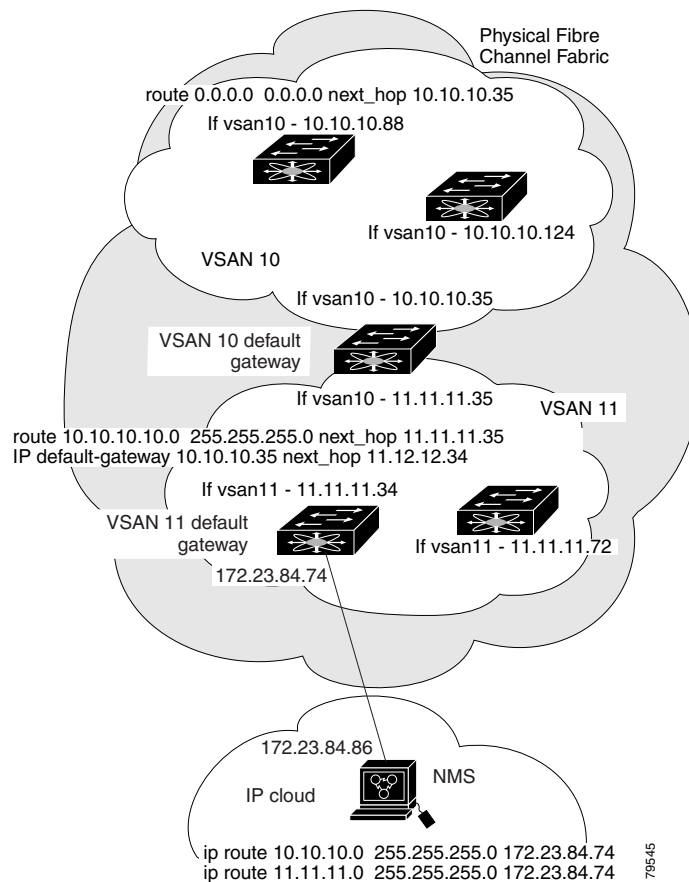 Physical Fibre
Channel Fabric
route 0.0.0.0  0.0.0.0 next_hop 10.10.10.35
If vsan10 - 10.10.10.88
If vsan10 - 10.10.10.124
VSAN 10
If vsan10 - 10.10.10.35
VSAN 10 default
gateway
If vsan10 - 11.11.11.35
VSAN 11
route 10.10.10.10.0  255.255.255.0 next_hop 11.11.11.35
IP default-gateway 10.10.10.35 next_hop 11.12.12.34
If vsan11 - 11.11.11.34
VSAN 11 default
gateway
If vsan11 - 11.11.11.72
172.23.84.74
172.23.84.86
NMS
IP cloud
ip route 10.10.10.0  255.255.255.0 172.23.84.74
ip route 11.11.11.0  255.255.255.0 172.23.84.74
79545